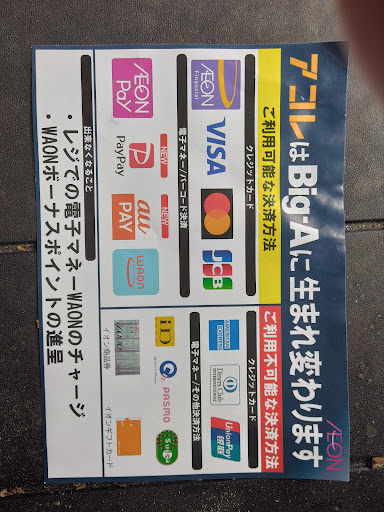 アコレはBig-Aに生まれ変わります
AEON
ご利用可能な決済方法
クレジットカード
AEON
Financial
VISA
JCB
電子マネー/バーコード決済
AEON
Pay
NEW
PayPay
NEW
au
PAY
WAON
ご利用不可能な決済方法
クレジットカード
AMERICAN
EXPRESS
Diners Club
INTERNATIONAL
UnionPay
银联
電子マネー/その他決済方法
iD
PASMO
Suica
イオン商品券
イオンギフトカード
出来なくなること
・レジでの電子マネーWAONのチャージ
・WAONボーナスポイントの進呈